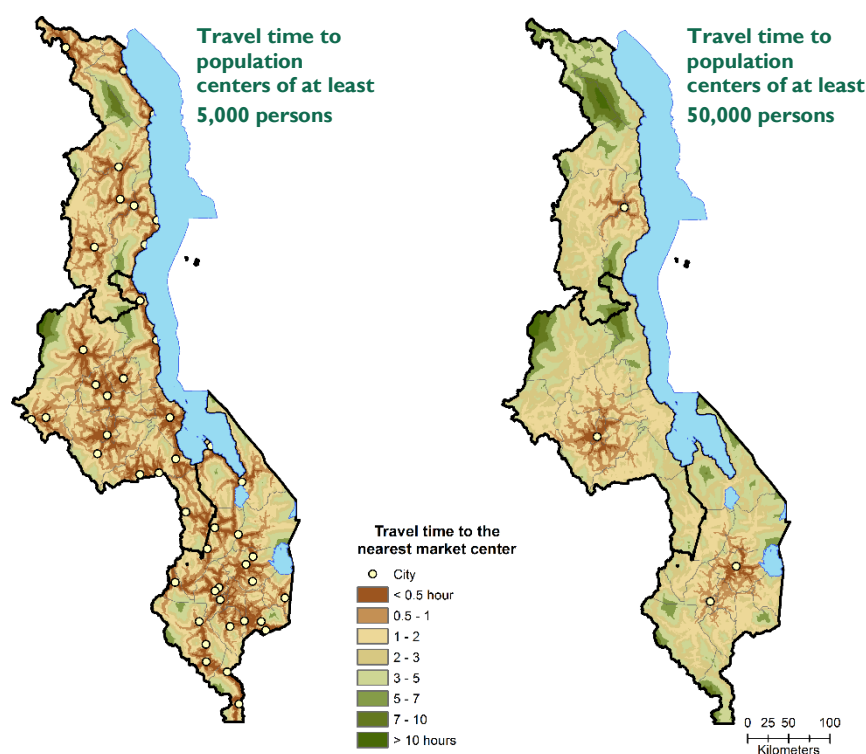 Travel time to
population
centers of at least
5,000 persons
Travel time to
population
centers of at least
50,000 persons
Travel time to the
nearest market center
City
< 0.5 hour
0.5 - 1
1 - 2
2 - 3
3 - 5
5 - 7
7 - 10
> 10 hours
0 25 50 100
Kilometers